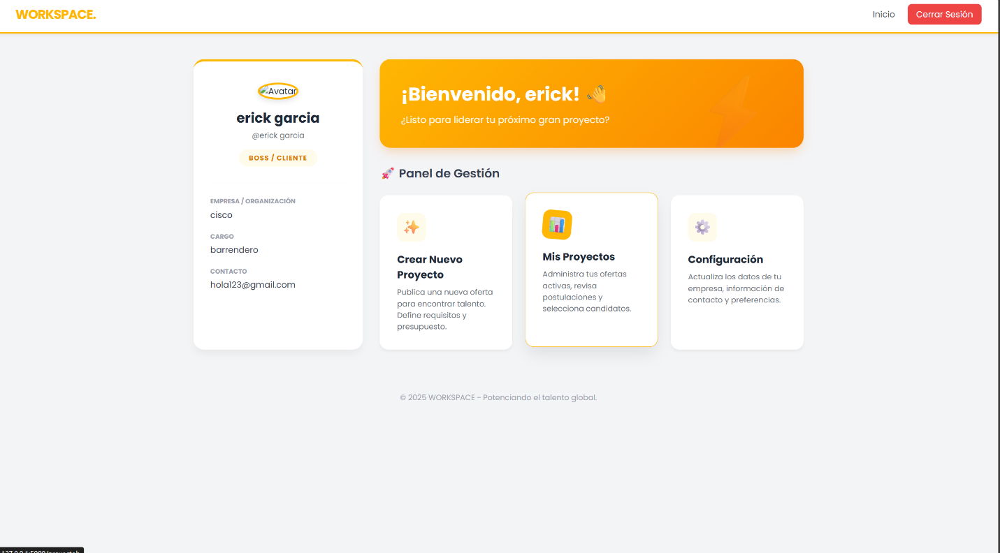 WORKSPACE.
Inicio
Cerrar Sesión
Avatar
erick garcia
@erick garcia
BOSS / CLIENTE
EMPRESA / ORGANIZACIÓN
cisco
CARGO
barrendero
CONTACTO
hola123@gmail.com
¡Bienvenido, erick! 👋
¿Listo para liderar tu próximo gran proyecto?
🚀 Panel de Gestión
Crear Nuevo
Proyecto
Publica una nueva oferta
para encontrar talento.
Define requisitos y
presupuesto.
Mis Proyectos
Administra tus ofertas
activas, revisa
postulaciones y
selecciona candidatos.
Configuración
Actualiza los datos de tu
empresa, información de
contacto y preferencias.
© 2025 WORKSPACE - Potenciando el talento global.